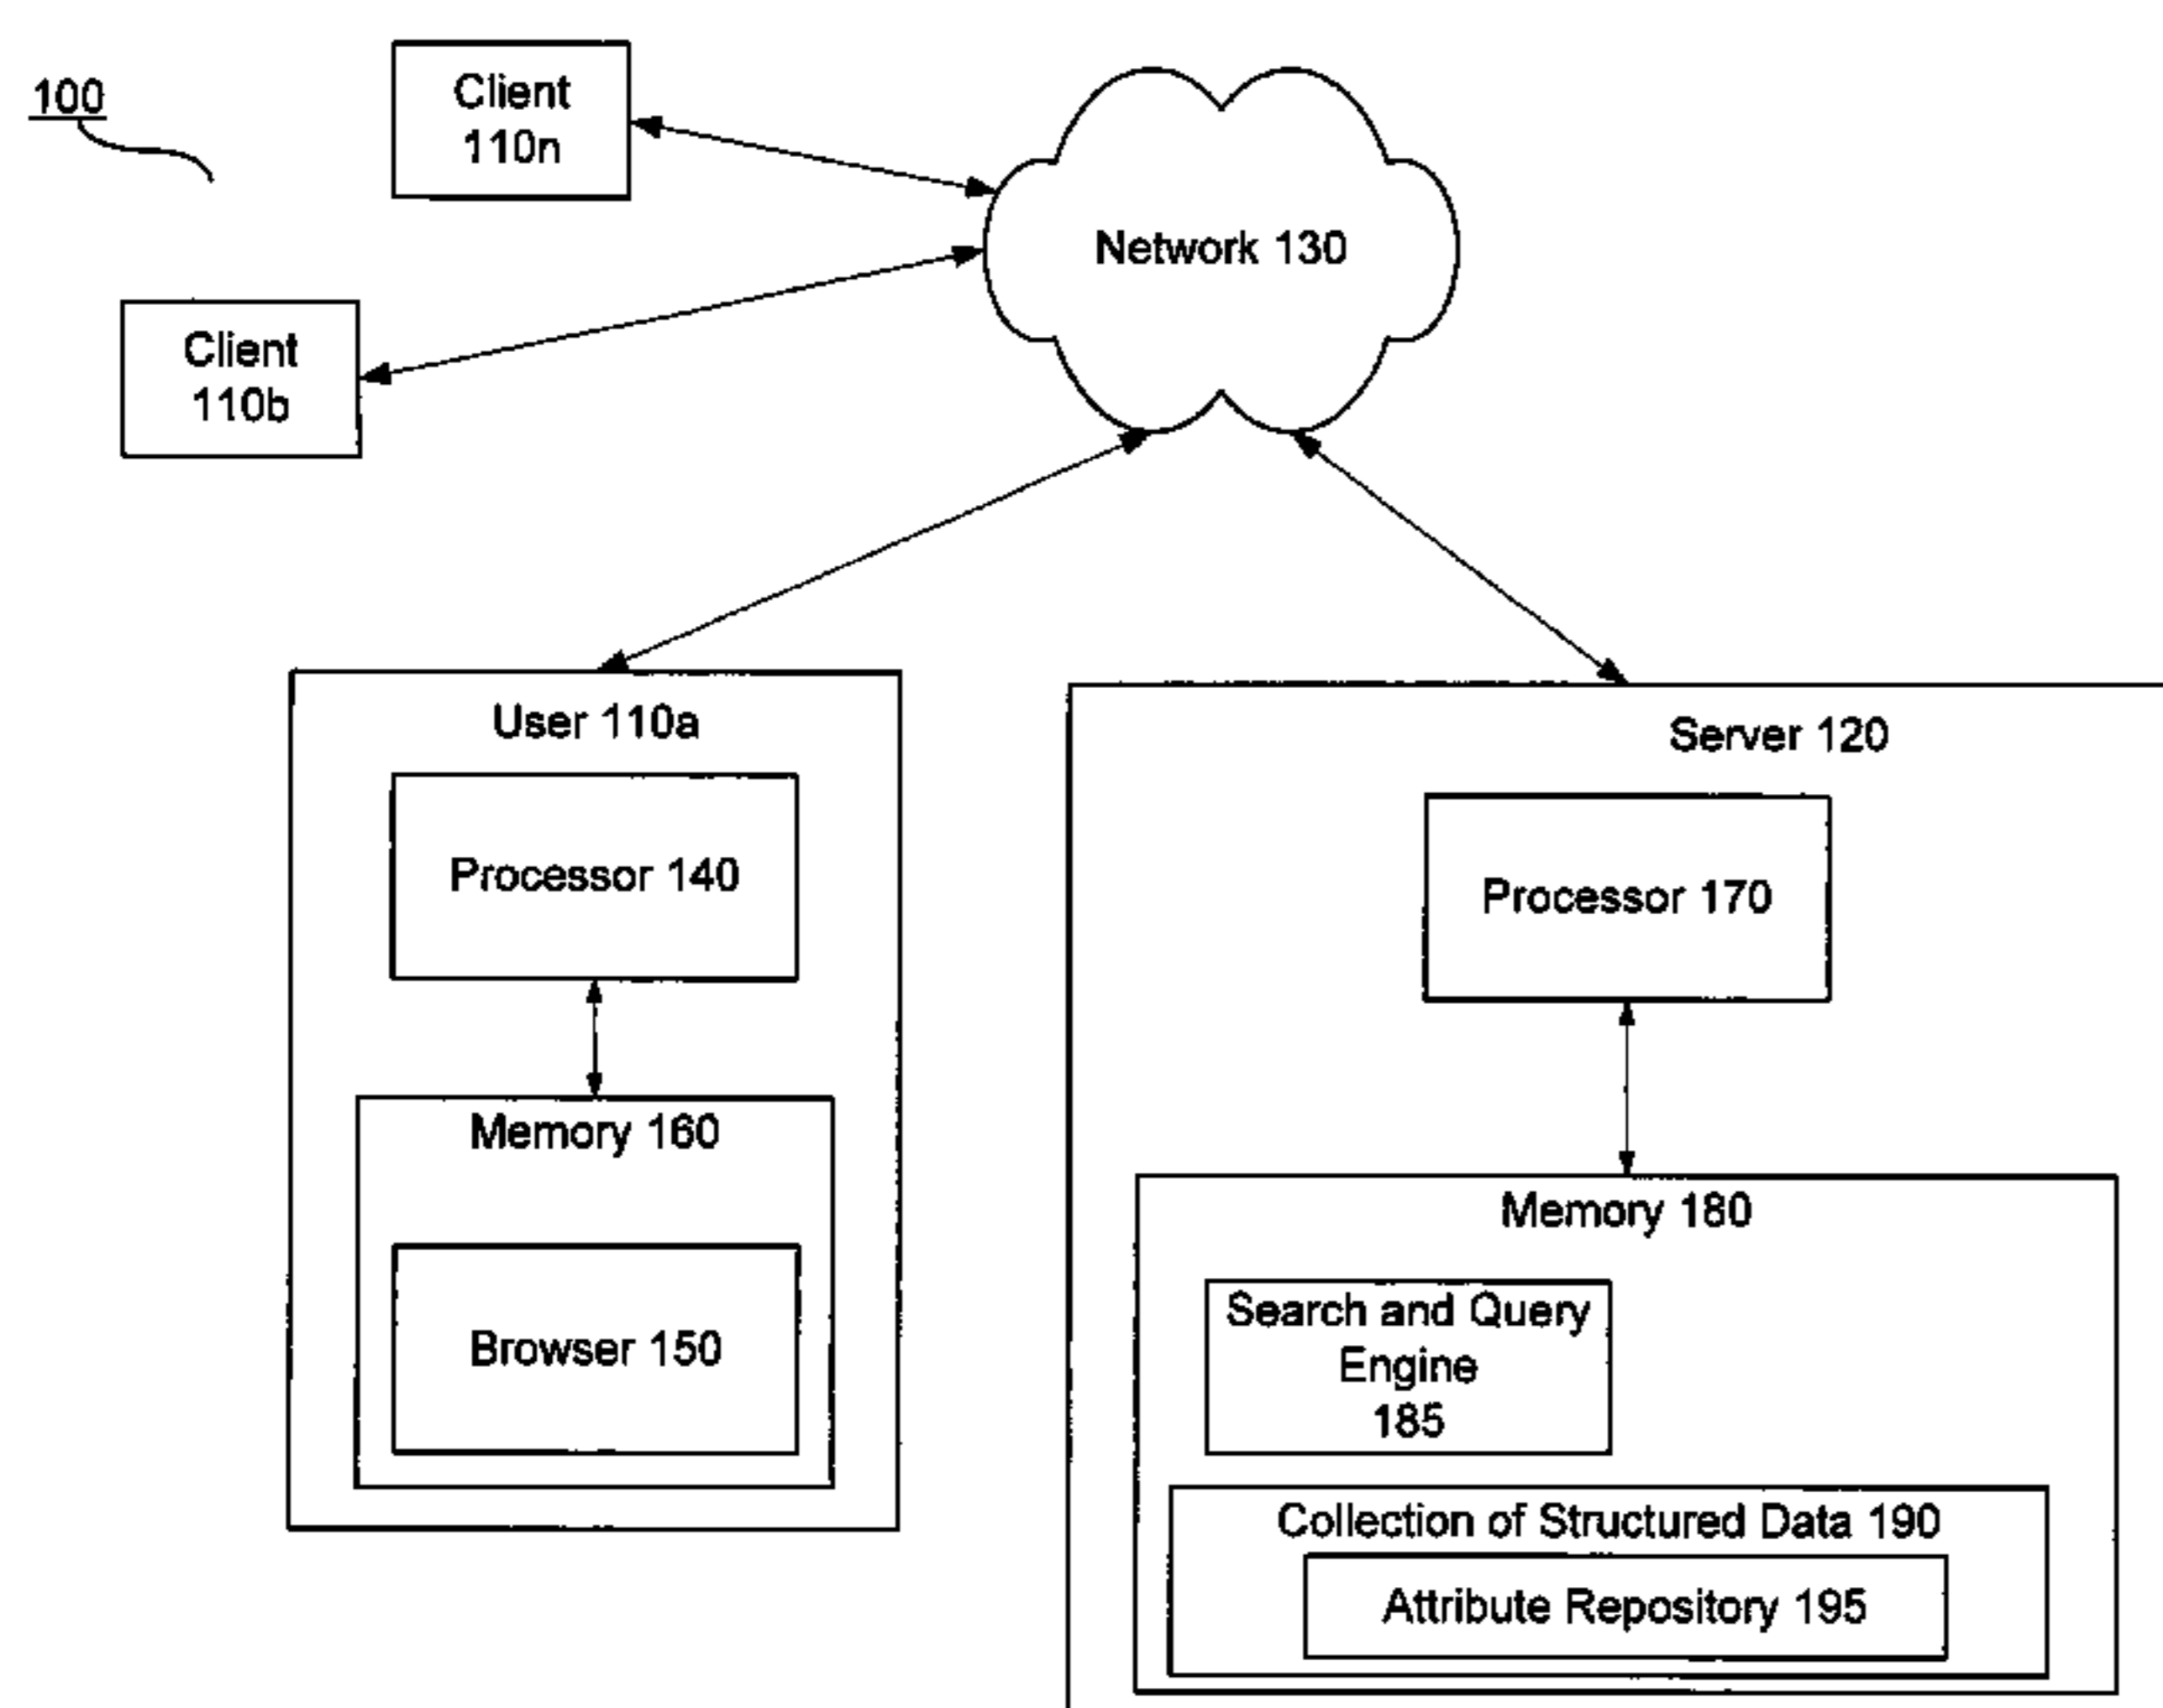 100
Client
110n
Network 130
Client
110b
User 110a
Server 120
Processor 140
Processor 170
Memory 160
Memory 180
Browser 150
Search and Query
Engine
185
Collection of Structured Data 190
Attribute Repository 195